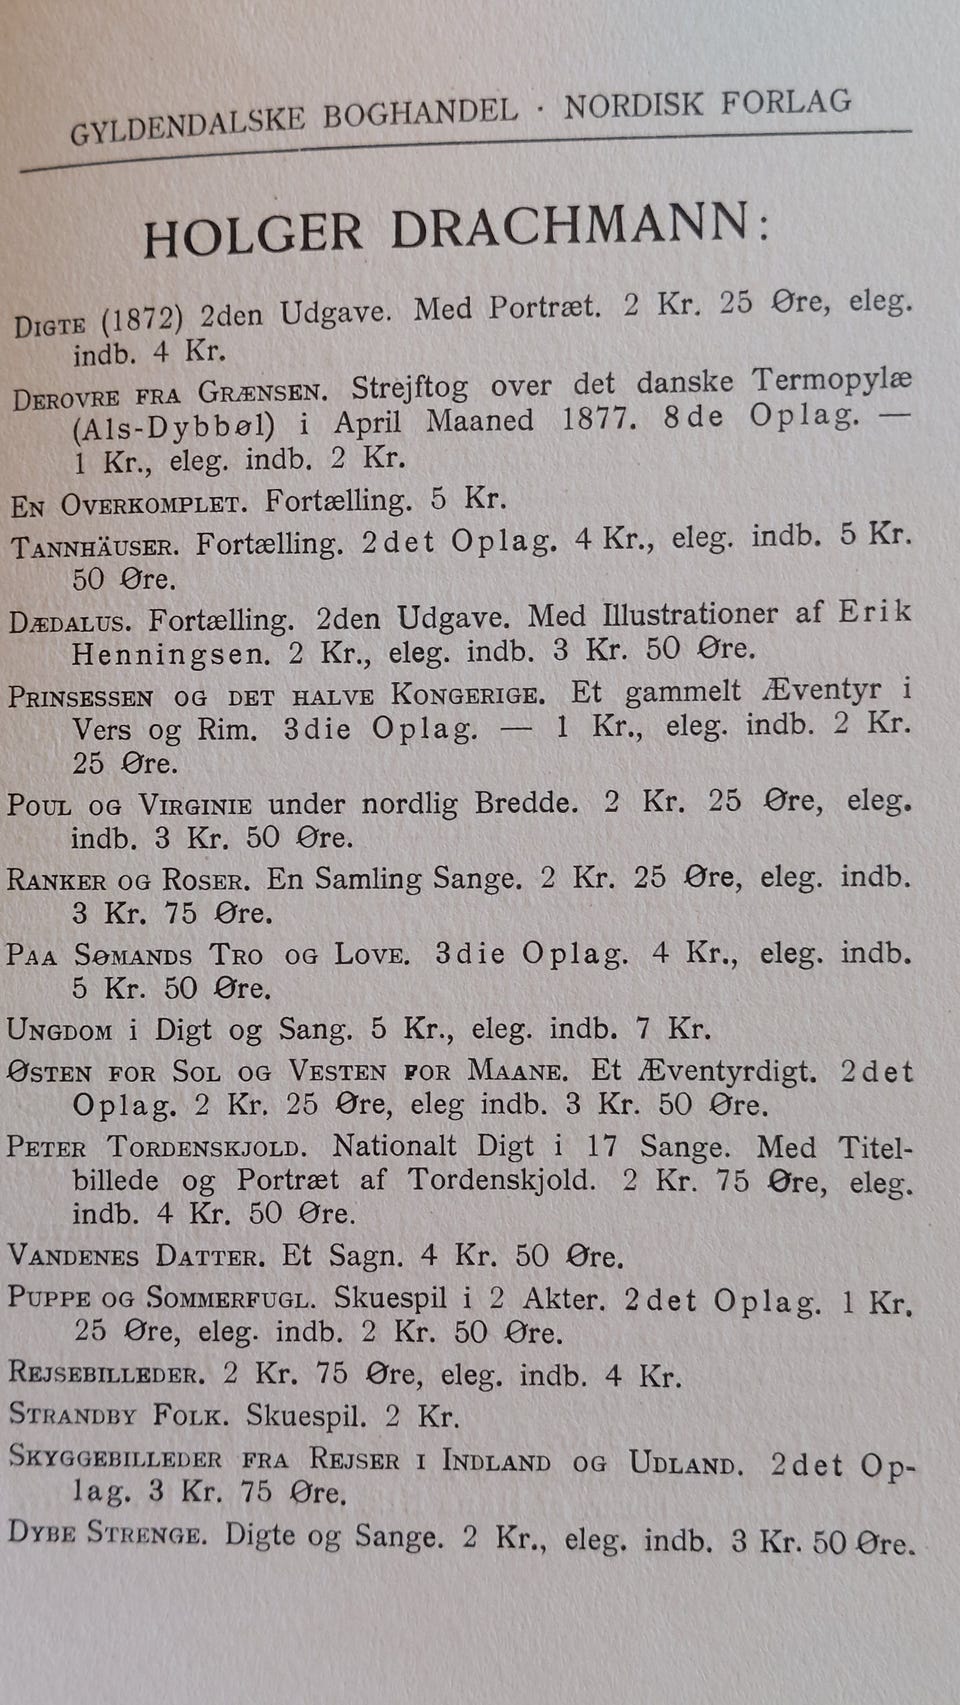 GYLDENDALSKE BOGHANDEL · NORDISK FORLAG
HOLGER DRACHMANN:
DIGTE (1872) 2den Udgave. Med Portræt. 2 Kr. 25 Øre, eleg.
indb. 4 Kr.
DEROVRE FRA GRÆNSEN. Strejftog over det danske Termopylæ
(Als-Dybbøl) i April Maaned 1877. 8de Oplag. —
1 Kr., eleg. indb. 2 Kr.
EN OVERKOMPLET. Fortælling. 5 Kr.
TANNHÄUSER. Fortælling. 2det Oplag. 4 Kr., eleg. indb. 5 Kr.
50 Øre.
DÆDALUS. Fortælling. 2den Udgave. Med Illustrationer af Erik
Henningsen. 2 Kr., eleg. indb. 3 Kr. 50 Øre.
PRINSESSEN OG DET HALVE KONGERIGE. Et gammelt Æventyr i
Vers og Rim. 3die Oplag. — 1 Kr., eleg. indb. 2 Kr.
25 Øre.
POUL OG VIRGINIE under nordlig Bredde. 2 Kr. 25 Øre, eleg.
indb. 3 Kr. 50 Øre.
RANKER OG ROSER. En Samling Sange. 2 Kr. 25 Øre, eleg. indb.
3 Kr. 75 Øre.
PAA SØMANDS TRO OG LOVE. 3die Oplag. 4 Kr., eleg. indb.
5 Kr. 50 Øre.
UNGDOM i Digt og Sang. 5 Kr., eleg. indb. 7 Kr.
ØSTEN FOR SOL OG VESTEN FOR MAANE. Et Æventyrdigt. 2det
Oplag. 2 Kr. 25 Øre, eleg indb. 3 Kr. 50 Øre.
PETER TORDENSKJOLD. Nationalt Digt i 17 Sange. Med Titel-
billede og Portræt af Tordenskjold. 2 Kr. 75 Øre, eleg.
indb. 4 Kr. 50 Øre.
VANDENES DATTER. Et Sagn. 4 Kr. 50 Øre.
PUPPE OG SOMMERFUGL. Skuespil i 2 Akter. 2det Oplag. 1 Kr.
25 Øre, eleg. indb. 2 Kr. 50 Øre.
REJSEBILLEDER. 2 Kr. 75 Øre, eleg. indb. 4 Kr.
STRANDBY FOLK. Skuespil. 2 Kr.
SKYGGEBILLEDER FRA REJSER I INDLAND OG UDLAND. 2det Op-
lag. 3 Kr. 75 Øre.
DYBE STRENGE. Digte og Sange. 2 Kr., eleg. indb. 3 Kr. 50 Øre.